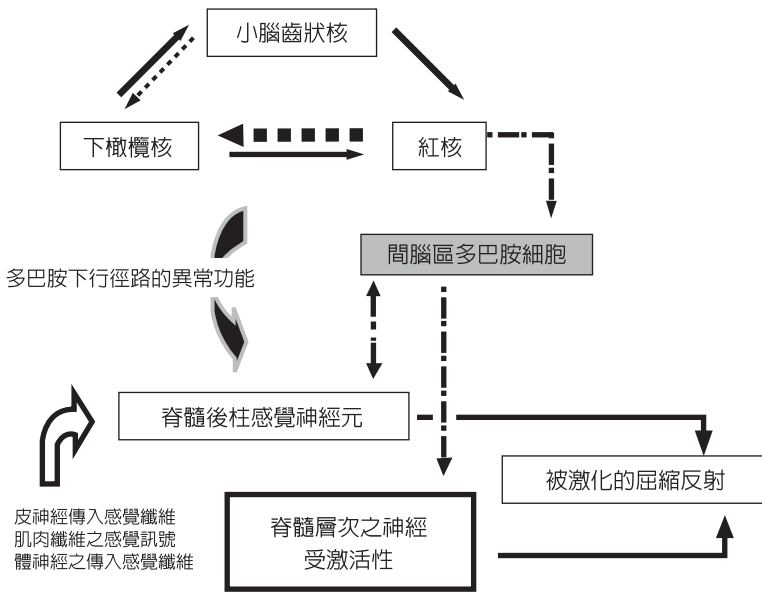 小腦齒狀核
下橄欖核
紅核
間腦區多巴胺細胞
多巴胺下行徑路的異常功能
脊髓後柱感覺神經元
被激化的屈縮反射
皮神經傳入感覺纖維
肌肉纖維之感覺訊號
體神經之傳入感覺纖維
脊髓層次之神經
受激活性